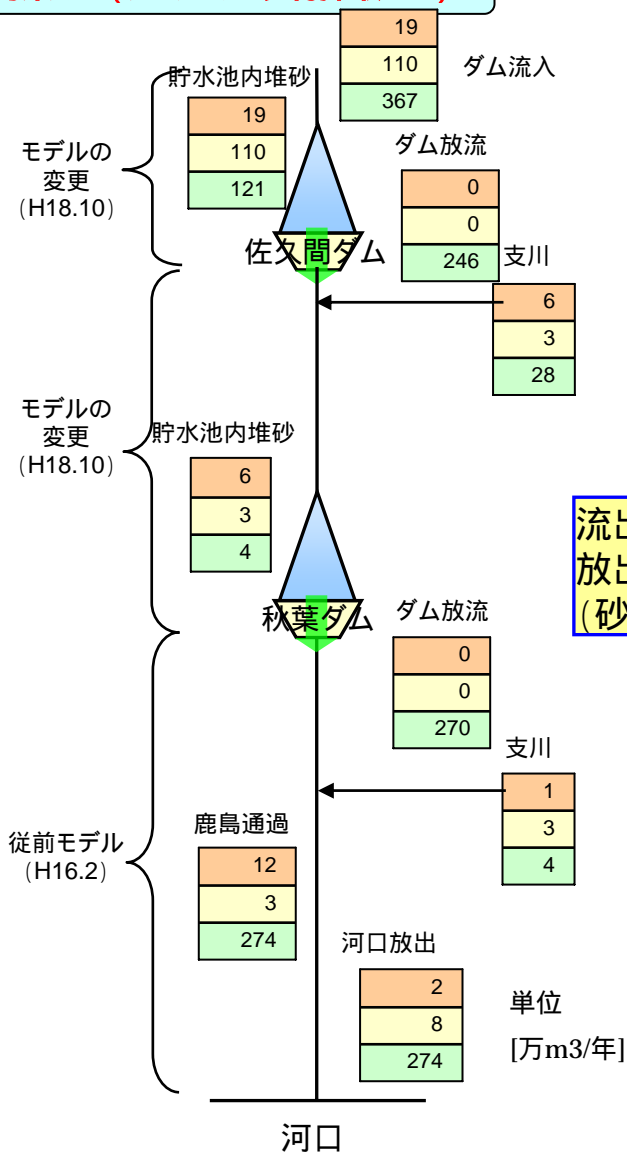 19
110
367
ダム流入
貯水池内堆砂
19
110
121
モデルの
変更
(H18.10)
ダム放流
0
0
246
佐久間ダム
支川
6
3
28
モデルの
変更
(H18.10)
貯水池内堆砂
6
3
4
流出
放出
(砂
秋葉ダム
ダム放流
0
0
270
支川
1
3
4
従前モデル
(H16.2)
鹿島通過
12
3
274
河口放出
2
8
274
単位
[万m3/年]
河口